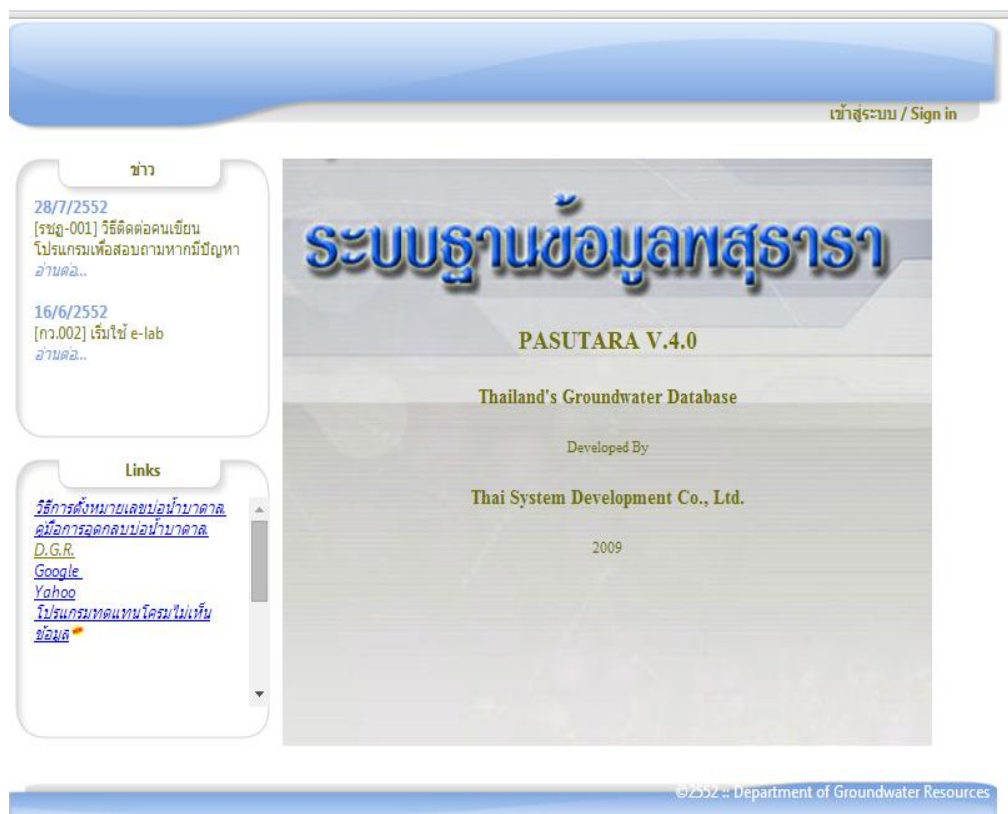 เข้าสู่ระบบ / Sign in
ข่าว
28/7/2552
[รชฎ-001] วิธีติดต่อคนเขียน
โปรแกรมเพื่อสอบถามหากมีปัญหา
อ่านต่อ...
16/6/2552
[กว.002] เริ่มใช้ e-lab
อ่านต่อ...
Links
วิธีการตั้งหมายเลขบ่อน้ำบาดาล.
คู่มือการอุดกลบบ่อน้ำบาดาล.
D.G.R.
Google
Yahoo
โปรแกรมทดแทนโครมไม่เห็น
ข้อมูล
ระบบฐานข้อมูลพสุธารา
PASUTARA V.4.0
Thailand's Groundwater Database
Developed By
Thai System Development Co., Ltd.
2009
©2552 :: Department of Groundwater Resources